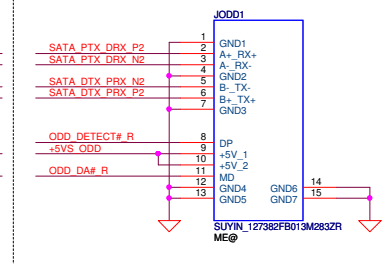 JODD1
1 GND1
SATA_PTX_DRX_P2 2 A+_RX+
SATA_PTX_DRX_N2 3 A-_RX-
4 GND2
SATA_DTX_PRX_N2 5 B-_TX-
SATA_DTX_PRX_P2 6 B+_TX+
7 GND3
ODD_DETECT#_R 8 DP
+5VS_ODD 9 +5V_1
10 +5V_2
ODD_DA#_R 11 MD
12 GND4 GND6 14
13 GND5 GND7 15
SUYIN_127382FB013M283ZR
ME@